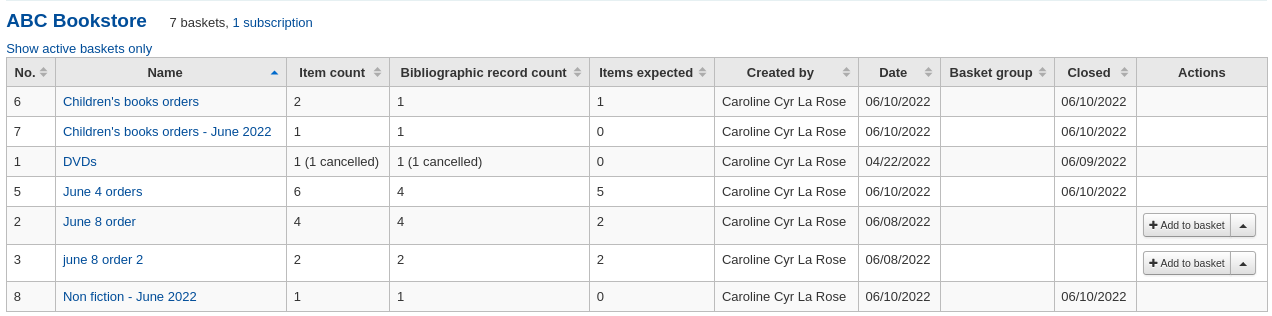 ABC Bookstore 7 baskets, 1 subscription
Show active baskets only
No. Name Item count Bibliographic record count Items expected Created by Date Basket group Closed Actions
6 Children's books orders 2 1 1 Caroline Cyr La Rose 06/10/2022 06/10/2022
7 Children's books orders - June 2022 1 1 0 Caroline Cyr La Rose 06/10/2022 06/10/2022
1 DVDs 1 (1 cancelled) 1 (1 cancelled) 0 Caroline Cyr La Rose 04/22/2022 06/09/2022
5 June 4 orders 6 4 5 Caroline Cyr La Rose 06/10/2022 06/10/2022
2 June 8 order 4 4 2 Caroline Cyr La Rose 06/08/2022 Add to basket
3 june 8 order 2 2 2 2 Caroline Cyr La Rose 06/08/2022 Add to basket
8 Non fiction - June 2022 1 1 0 Caroline Cyr La Rose 06/10/2022 06/10/2022